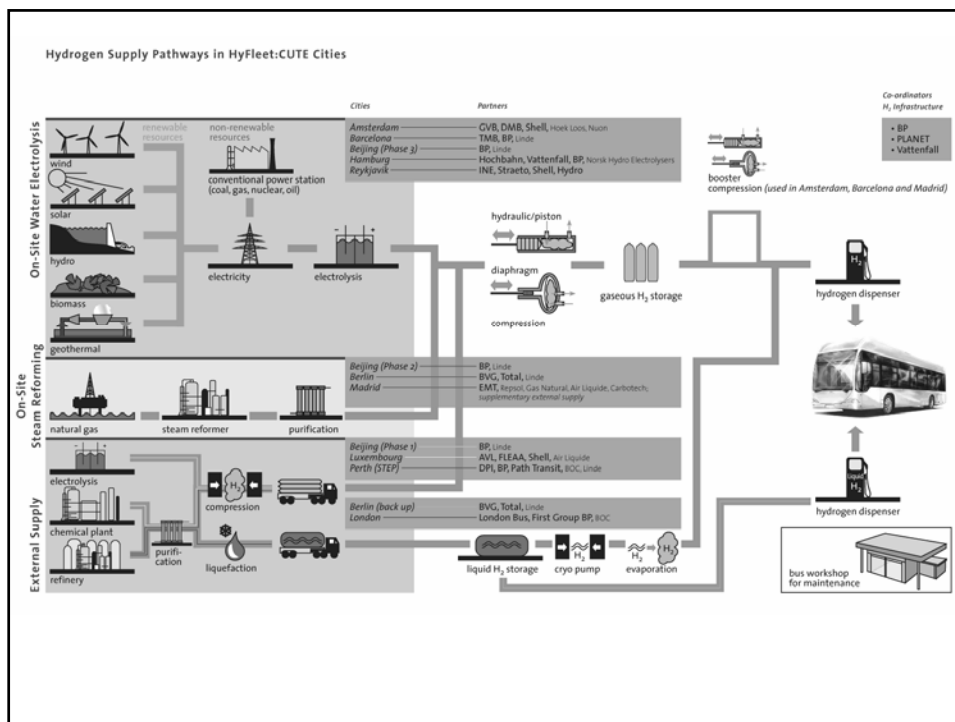 Hydrogen Supply Pathways in HyFleet:CUTE Cities
Co-ordinators
H2 Infrastructure
• BP
• PLANET
• Vattenfall
Cities
Partners
On-Site Water Electrolysis
renewable
resources
non-renewable
resources
wind
solar
hydro
biomass
geothermal
conventional power station
(coal, gas, nuclear, oil)
electricity
electrolysis
Amsterdam GVB, DMB, Shell, Hoek Loos, Nuon
Barcelona TMB, BP, Linde
Beijing (Phase 3) BP, Linde
Hamburg Hochbahn, Vattenfall, BP, Norsk Hydro Electrolysers
Reykjavik INE, Straeto, Shell, Hydro
booster
compression (used in Amsterdam, Barcelona and Madrid)
hydraulic/piston
diaphragm
compression
gaseous H2 storage
H2
hydrogen dispenser
On-Site
Steam Reforming
natural gas
steam reformer
purification
Beijing (Phase 2) BP, Linde
Berlin BVG, Total, Linde
Madrid EMT, Repsol, Gas Natural, Air Liquide, Carbotech;
supplementary external supply
External Supply
electrolysis
chemical plant
refinery
purifi-
cation
H2
compression
liquefaction
Beijing (Phase 1) BP, Linde
Luxembourg AVL, FLEAA, Shell, Air Liquide
Perth (STEP) DPI, BP, Path Transit, BOC, Linde
Berlin (back up) BVG, Total, Linde
London London Bus, First Group BP, BOC
liquid H2 storage
H2
cryo pump
H2
H2
evaporation
liquid
H2
hydrogen dispenser
bus workshop
for maintenance